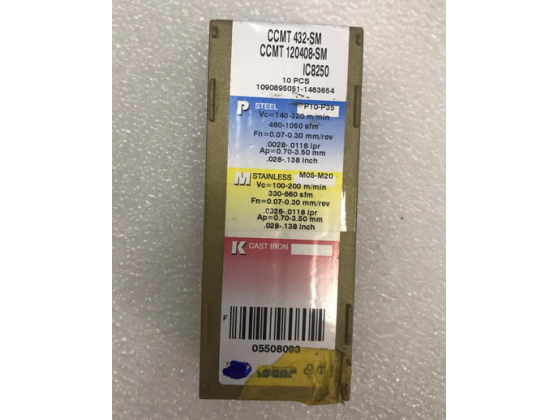 CCMT 432-SM
CCMT 120408-SM
IC8250
10 PCS
1090695051-1463654
P STEEL P10-P35
Vc=140-320 m/min
460-1050 sfm
Fn=0.07-0.30 mm/rev
.0028-.0118 ipr
Ap=0.70-3.50 mm
.028-.138 inch
M STAINLESS M05-M20
Vc=100-200 m/min
330-660 sfm
Fn=0.07-0.30 mm/rev
.0028-.0118 ipr
Ap=0.70-3.50 mm
.028-.138 inch
K CAST IRON
F
05508093
ISCAR